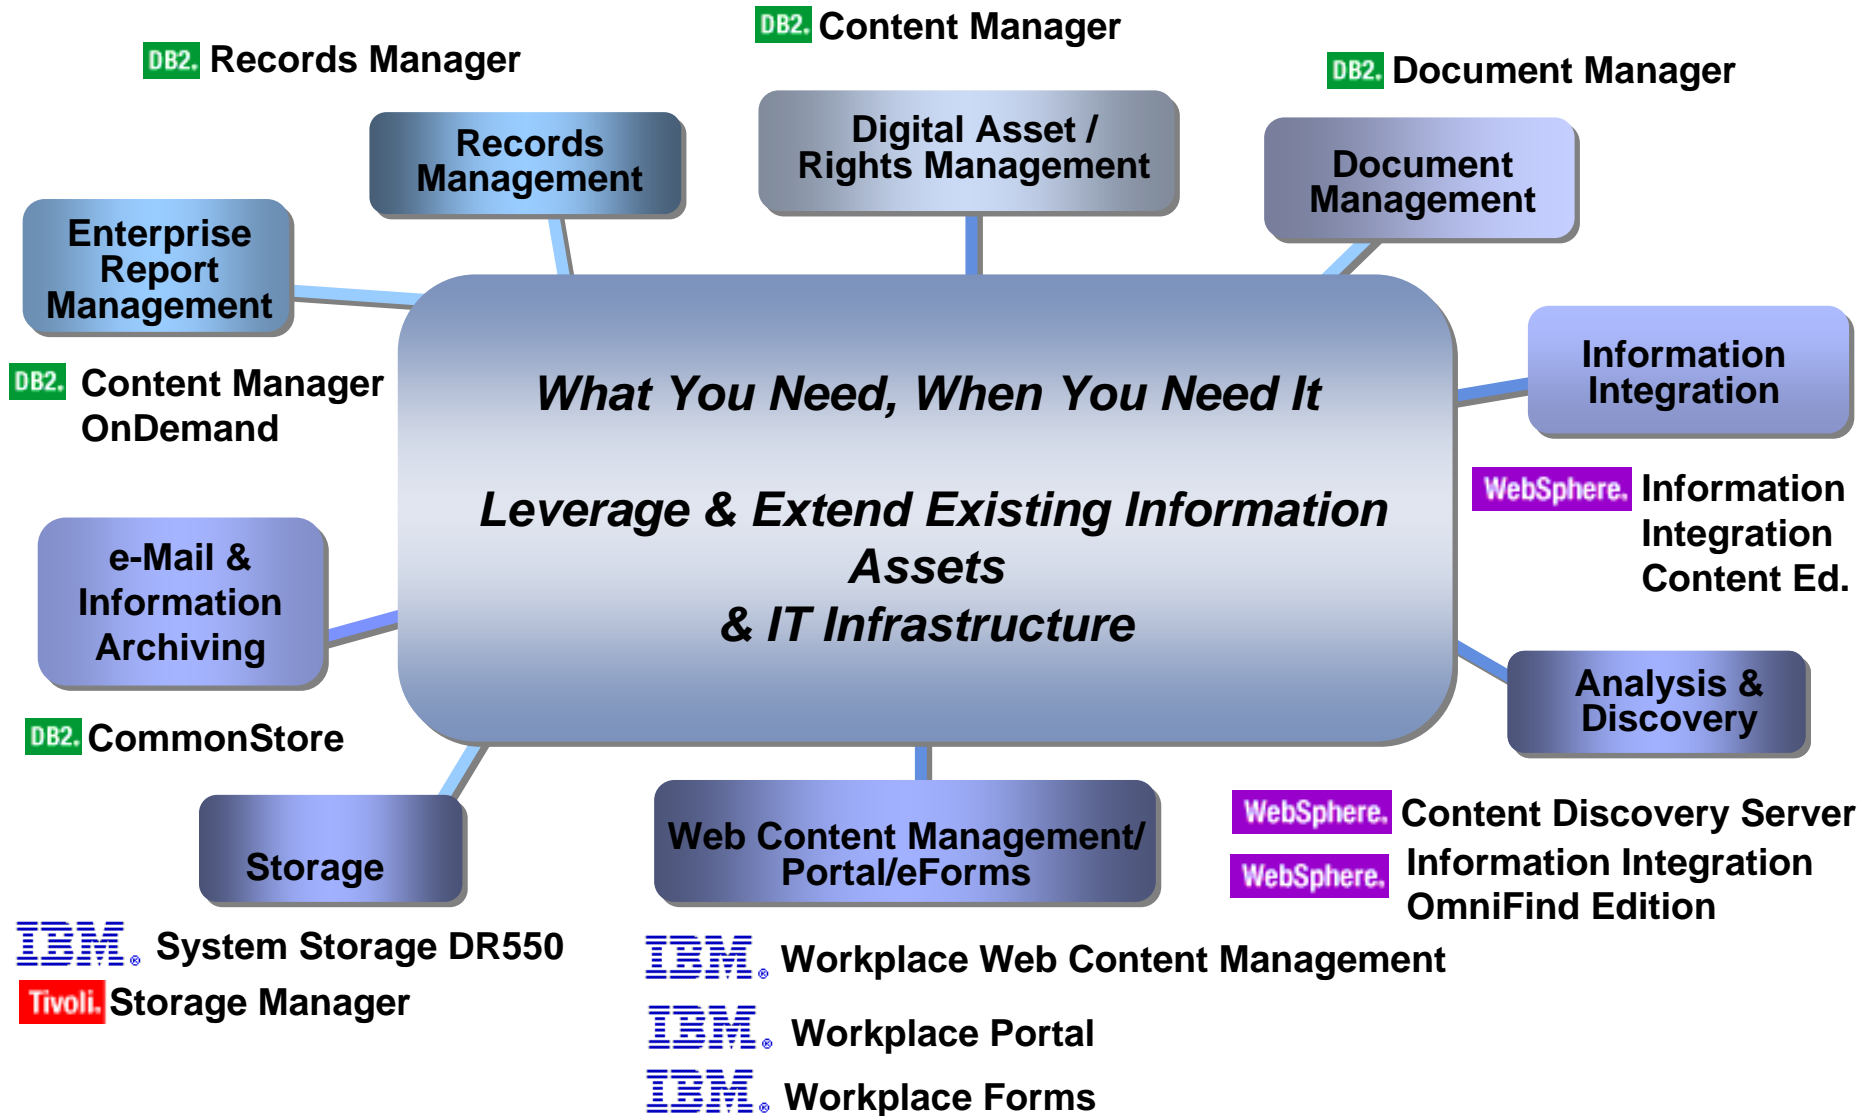 DB2. Content Manager
DB2. Records Manager
DB2. Document Manager
Records
Management
Digital Asset /
Rights Management
Document
Management
Enterprise
Report
Management
Information
Integration
DB2. Content Manager
OnDemand
What You Need, When You Need It
Leverage & Extend Existing Information
Assets
& IT Infrastructure
WebSphere. Information
Integration
Content Ed.
e-Mail &
Information
Archiving
Analysis &
Discovery
DB2. CommonStore
Storage
Web Content Management/
Portal/eForms
WebSphere. Content Discovery Server
WebSphere. Information Integration
OmniFind Edition
IBM® System Storage DR550
Tivoli. Storage Manager
IBM® Workplace Web Content Management
IBM® Workplace Portal
IBM® Workplace Forms